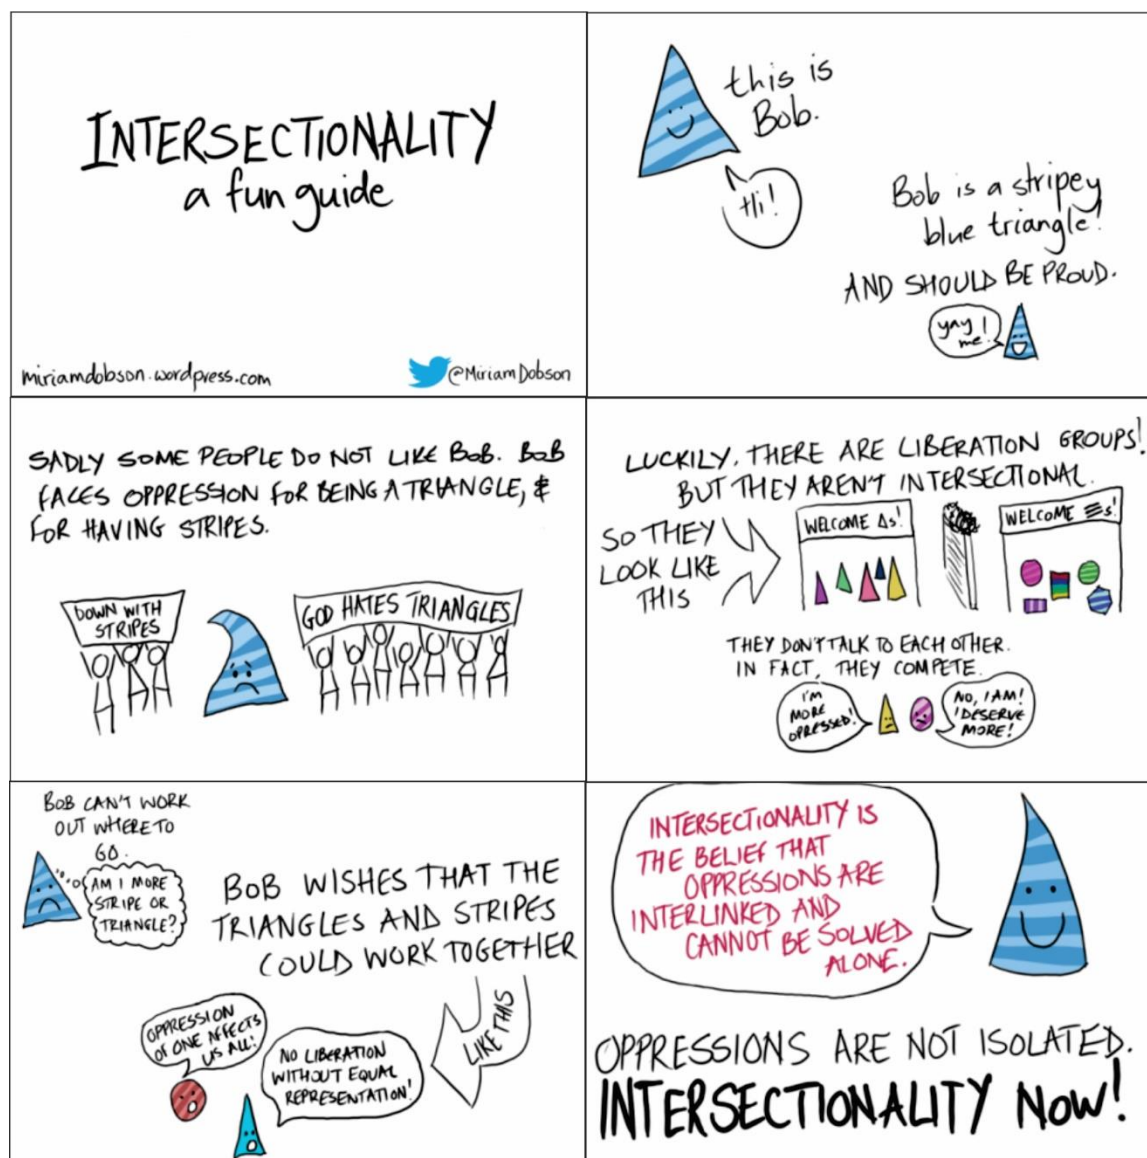 INTERSECTIONALITY
a fun guide
miriamdobson.wordpress.com
@MiriamDobson
this is
Bob.
Hi!
Bob is a stripey
blue triangle!
AND SHOULD BE PROUD.
yay
me!
SADLY SOME PEOPLE DO NOT LIKE BOB. BOB
FACES OPPRESSION FOR BEING A TRIANGLE, &
FOR HAVING STRIPES.
DOWN WITH
STRIPES
GOD HATES TRIANGLES
LUCKILY, THERE ARE LIBERATION GROUPS!
BUT THEY AREN'T INTERSECTIONAL.
SO THEY
LOOK LIKE
THIS
WELCOME Δs!
WELCOME ☰s!
THEY DON'T TALK TO EACH OTHER.
IN FACT, THEY COMPETE.
I'M
MORE
OPRESSED!
NO, I AM!
I DESERVE
MORE!
BOB CAN'T WORK
OUT WHERE TO
GO.
AM I MORE
STRIPE OR
TRIANGLE?
BOB WISHES THAT THE
TRIANGLES AND STRIPES
COULD WORK TOGETHER
LIKE THIS
OPPRESSION
OF ONE AFFECTS
US ALL!
NO LIBERATION
WITHOUT EQUAL
REPRESENTATION!
INTERSECTIONALITY IS
THE BELIEF THAT
OPPRESSIONS ARE
INTERLINKED AND
CANNOT BE SOLVED
ALONE.
OPPRESSIONS ARE NOT ISOLATED.
INTERSECTIONALITY NOW!